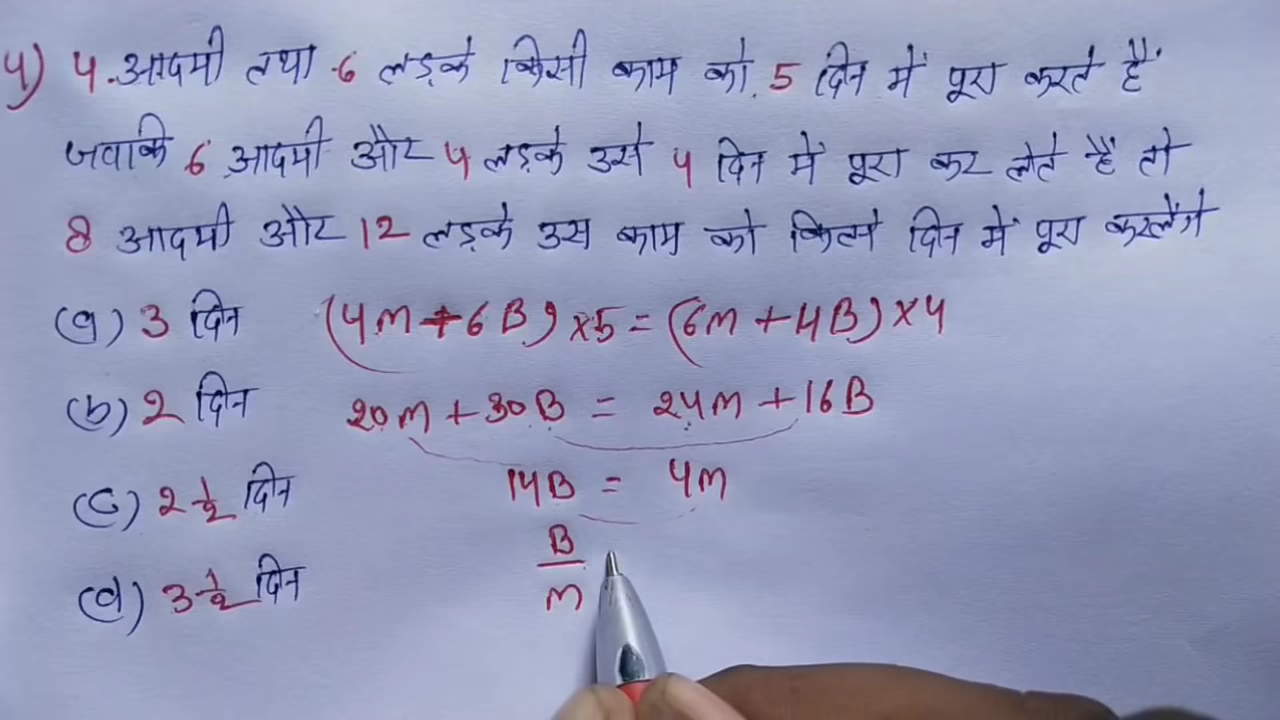 4) 4 आदमी तथा 6 लड़के किसी काम को 5 दिन में पूरा करते हैं
जबकि 6 आदमी और 4 लड़के उसे 4 दिन में पूरा कर लेते हैं तो
8 आदमी और 12 लड़के उस काम को कितने दिन में पूरा करलेंगे
(a) 3 दिन (4M+6B)×5=(6M+4B)×4
(b) 2 दिन 20M+30B = 24M+16B
(c) 2 1/2 दिन 14B = 4M
(d) 3 1/2 दिन B/M